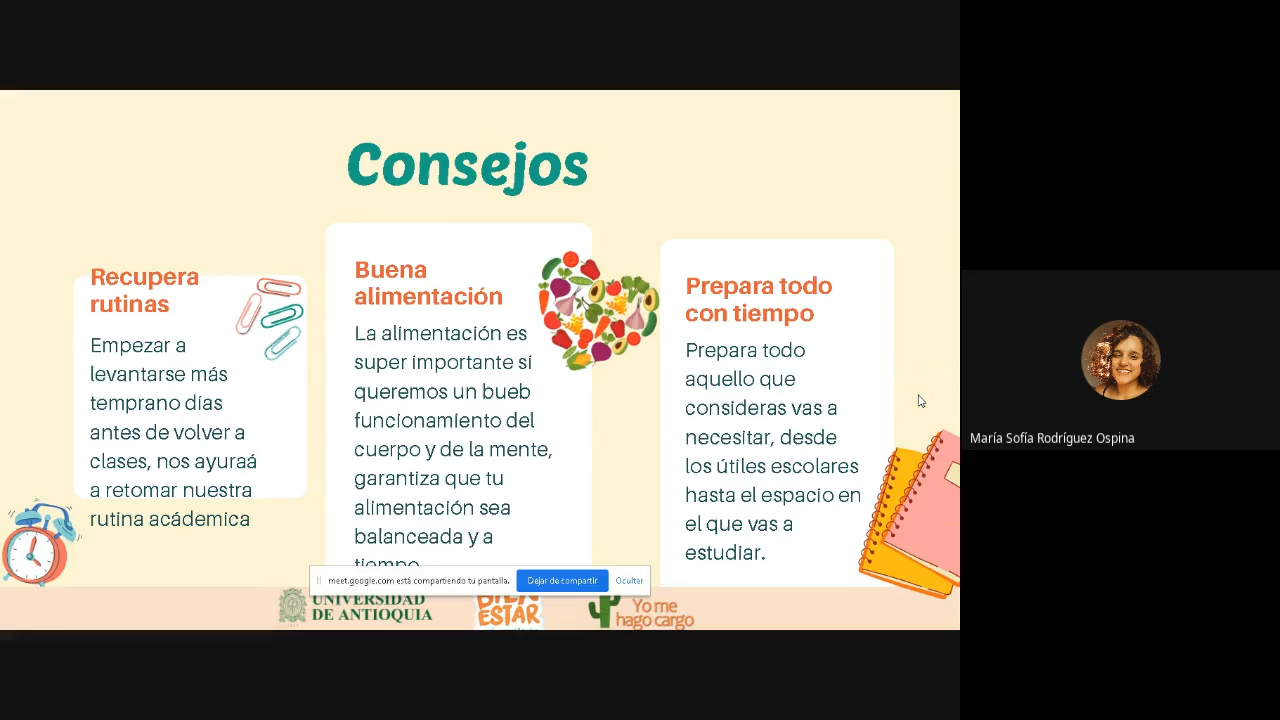 Consejos
Recupera
rutinas
Empezar a
levantarse más
temprano días
antes de volver a
clases, nos ayuraá
a retomar nuestra
rutina acádemica
Buena
alimentación
La alimentación es
super importante si
queremos un bueb
funcionamiento del
cuerpo y de la mente,
garantiza que tu
alimentación sea
balanceada y a
tiempo
Prepara todo
con tiempo
Prepara todo
aquello que
consideras vas a
necesitar, desde
los útiles escolares
hasta el espacio en
el que vas a
estudiar.
meet.google.com está compartiendo tu pantalla.
Dejar de compartir
Ocultar
UNIVERSIDAD
DE ANTIOQUIA
BIEN
ESTAR
Yo me
hago cargo
María Sofía Rodríguez Ospina